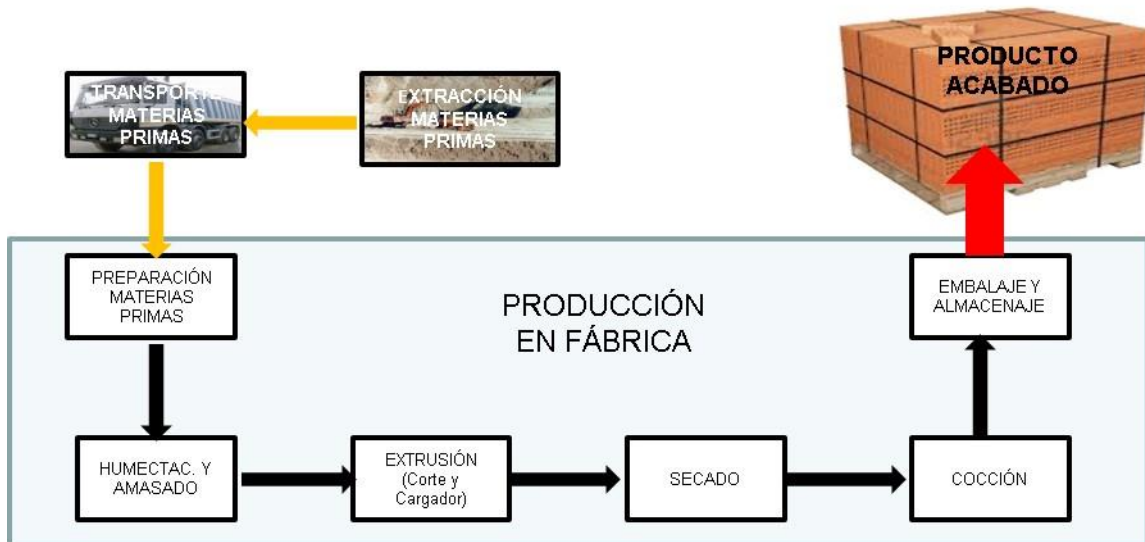 TRANSPORTE
MATERIAS
PRIMAS
EXTRACCIÓN
MATERIAS
PRIMAS
PRODUCTO
ACABADO
PREPARACIÓN
MATERIAS
PRIMAS
PRODUCCIÓN
EN FÁBRICA
EMBALAJE Y
ALMACENAJE
HUMECTAC. Y
AMASADO
EXTRUSIÓN
(Corte y
Cargador)
SECADO
COCCIÓN